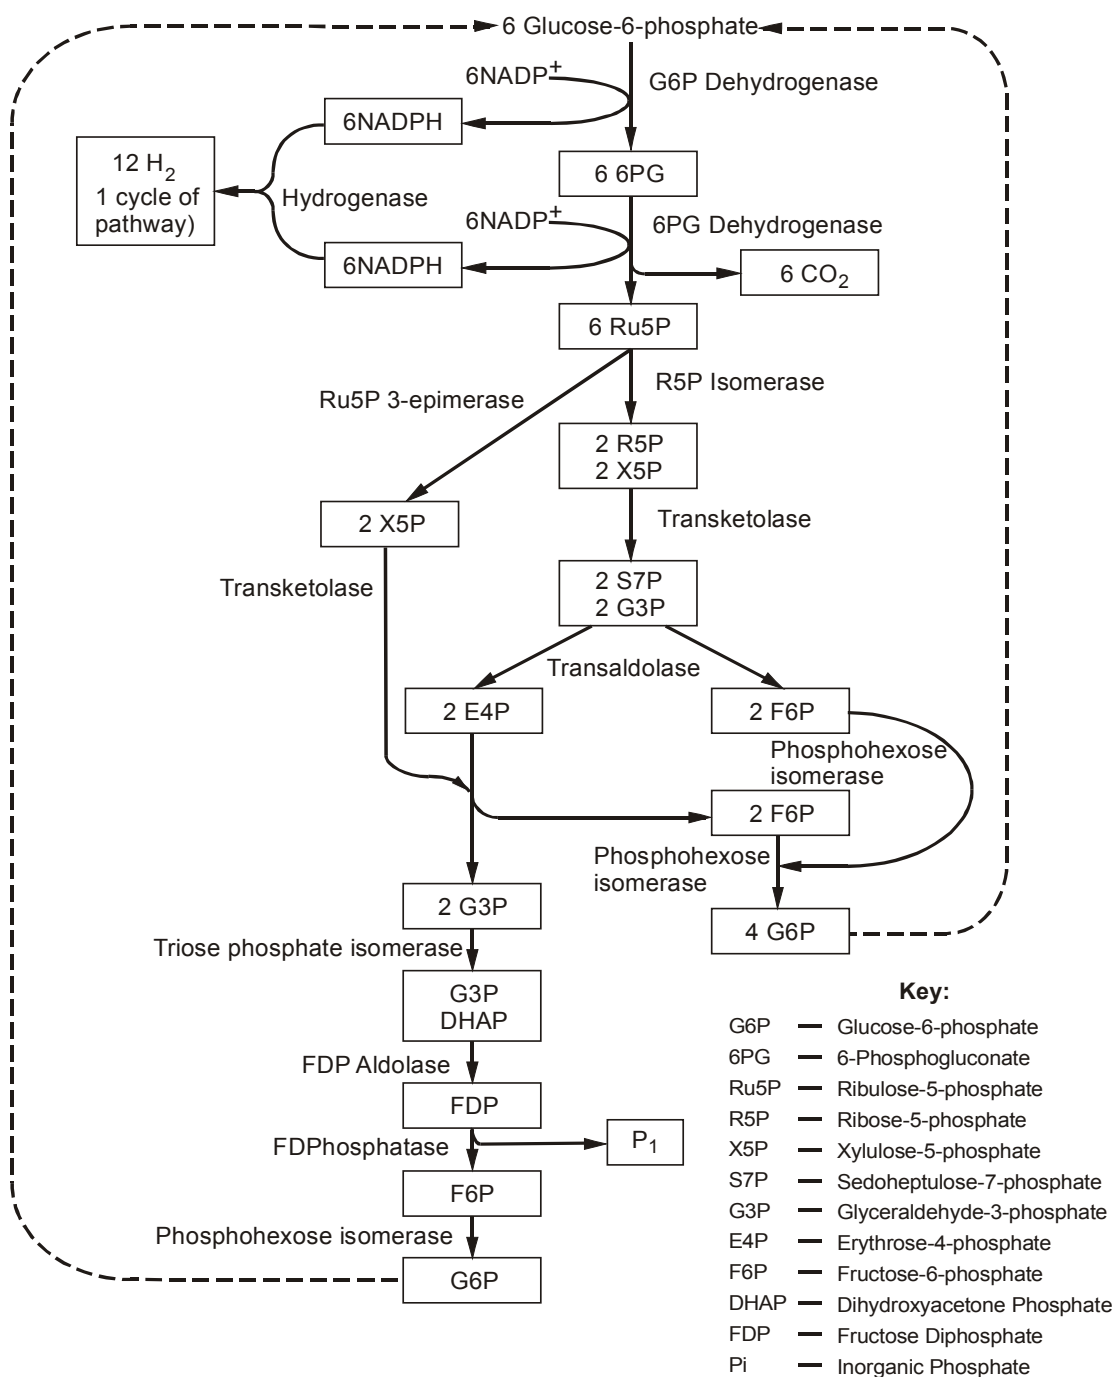 6 Glucose-6-phosphate
6NADP+
G6P Dehydrogenase
6NADPH
12 H2
1 cycle of
pathway)
Hydrogenase
6 6PG
6NADP+
6PG Dehydrogenase
6NADPH
6 CO2
6 Ru5P
R5P Isomerase
Ru5P 3-epimerase
2 R5P
2 X5P
2 X5P
Transketolase
Transketolase
2 S7P
2 G3P
Transaldolase
2 E4P
2 F6P
Phosphohexose
isomerase
2 F6P
Phosphohexose
isomerase
2 G3P
4 G6P
Triose phosphate isomerase
G3P
DHAP
FDP Aldolase
FDP
FDPhosphatase
P1
F6P
Phosphohexose isomerase
G6P
Key:
G6P — Glucose-6-phosphate
6PG — 6-Phosphogluconate
Ru5P — Ribulose-5-phosphate
R5P — Ribose-5-phosphate
X5P — Xylulose-5-phosphate
S7P — Sedoheptulose-7-phosphate
G3P — Glyceraldehyde-3-phosphate
E4P — Erythrose-4-phosphate
F6P — Fructose-6-phosphate
DHAP — Dihydroxyacetone Phosphate
FDP — Fructose Diphosphate
Pi — Inorganic Phosphate